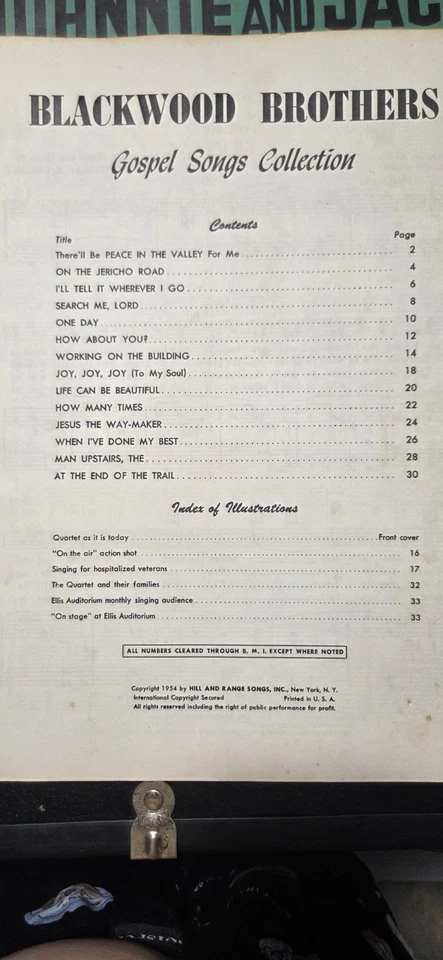 HNNIE AND JAC
BLACKWOOD BROTHERS
Gospel Songs Collection
Contents
Title Page
There'll Be PEACE IN THE VALLEY For Me 2
ON THE JERICHO ROAD 4
I'LL TELL IT WHEREVER I GO 6
SEARCH ME, LORD 8
ONE DAY 10
HOW ABOUT YOU? 12
WORKING ON THE BUILDING 14
JOY, JOY, JOY (To My Soul) 18
LIFE CAN BE BEAUTIFUL 20
HOW MANY TIMES 22
JESUS THE WAY-MAKER 24
WHEN I'VE DONE MY BEST 26
MAN UPSTAIRS, THE 28
AT THE END OF THE TRAIL 30
Index of Illustrations
Quartet as it is today Front cover
"On the air" action shot 16
Singing for hospitalized veterans 17
The Quartet and their families 32
Ellis Auditorium monthly singing audience 33
"On stage" at Ellis Auditorium 33
ALL NUMBERS CLEARED THROUGH B. M. I. EXCEPT WHERE NOTED
Copyright 1954 by HILL AND RANGE SONGS, INC., New York, N. Y.
International Copyright Secured Printed in U. S. A.
All rights reserved including the right of public performance for profit.